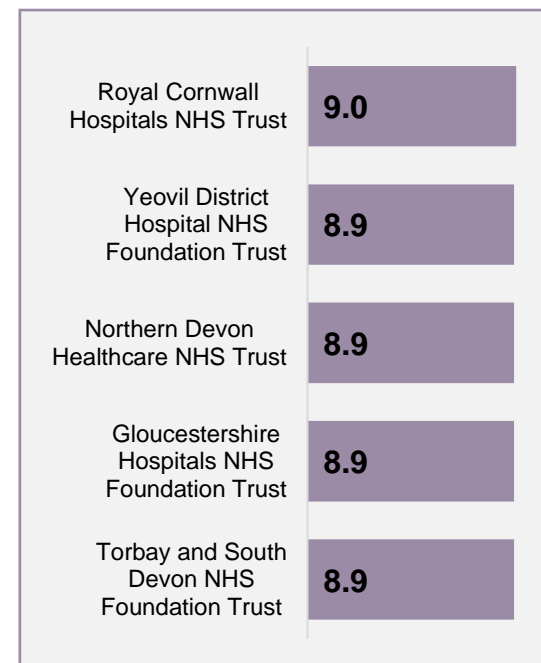 Royal Cornwall
Hospitals NHS Trust
9.0
Yeovil District
Hospital NHS
Foundation Trust
8.9
Northern Devon
Healthcare NHS Trust
8.9
Gloucestershire
Hospitals NHS
Foundation Trust
8.9
Torbay and South
Devon NHS
Foundation Trust
8.9